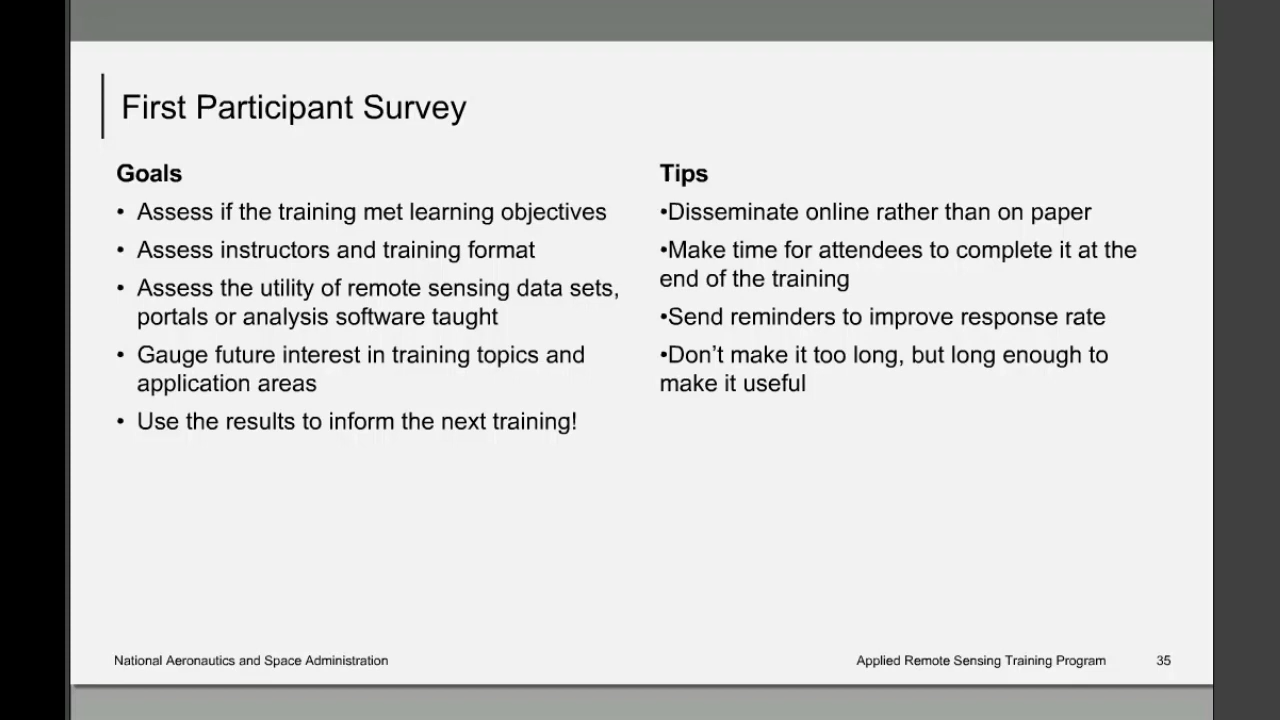 First Participant Survey
Goals
• Assess if the training met learning objectives
• Assess instructors and training format
• Assess the utility of remote sensing data sets,
portals or analysis software taught
• Gauge future interest in training topics and
application areas
• Use the results to inform the next training!
Tips
•Disseminate online rather than on paper
•Make time for attendees to complete it at the
end of the training
•Send reminders to improve response rate
•Don’t make it too long, but long enough to
make it useful
National Aeronautics and Space Administration
Applied Remote Sensing Training Program
35